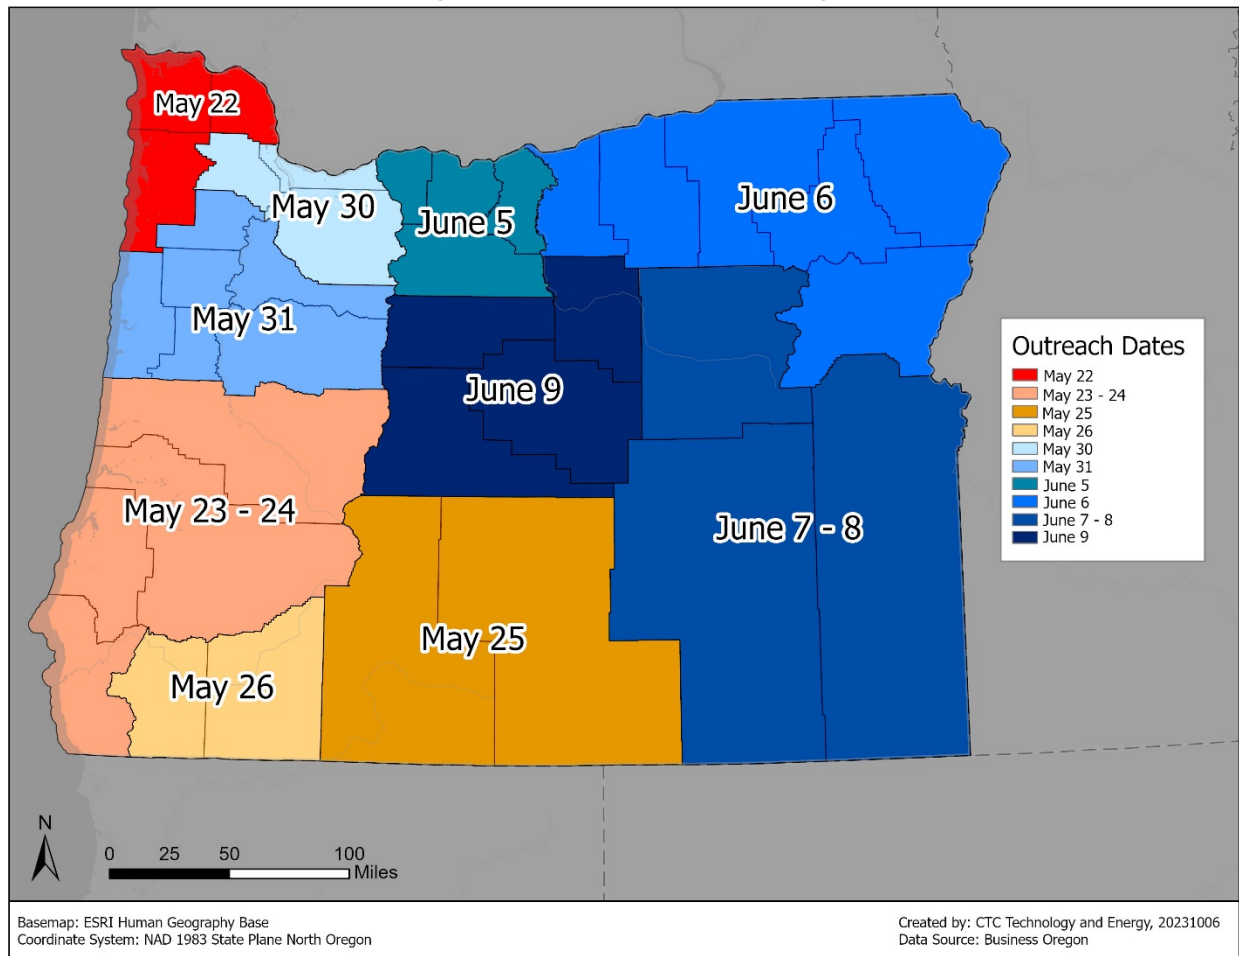 May 22
May 30
June 5
June 6
May 31
June 9
May 23 - 24
June 7 - 8
May 25
May 26
Outreach Dates
May 22
May 23 - 24
May 25
May 26
May 30
May 31
June 5
June 6
June 7 - 8
June 9
N
0 25 50 100
Miles
Basemap: ESRI Human Geography Base
Coordinate System: NAD 1983 State Plane North Oregon
Created by: CTC Technology and Energy, 20231006
Data Source: Business Oregon